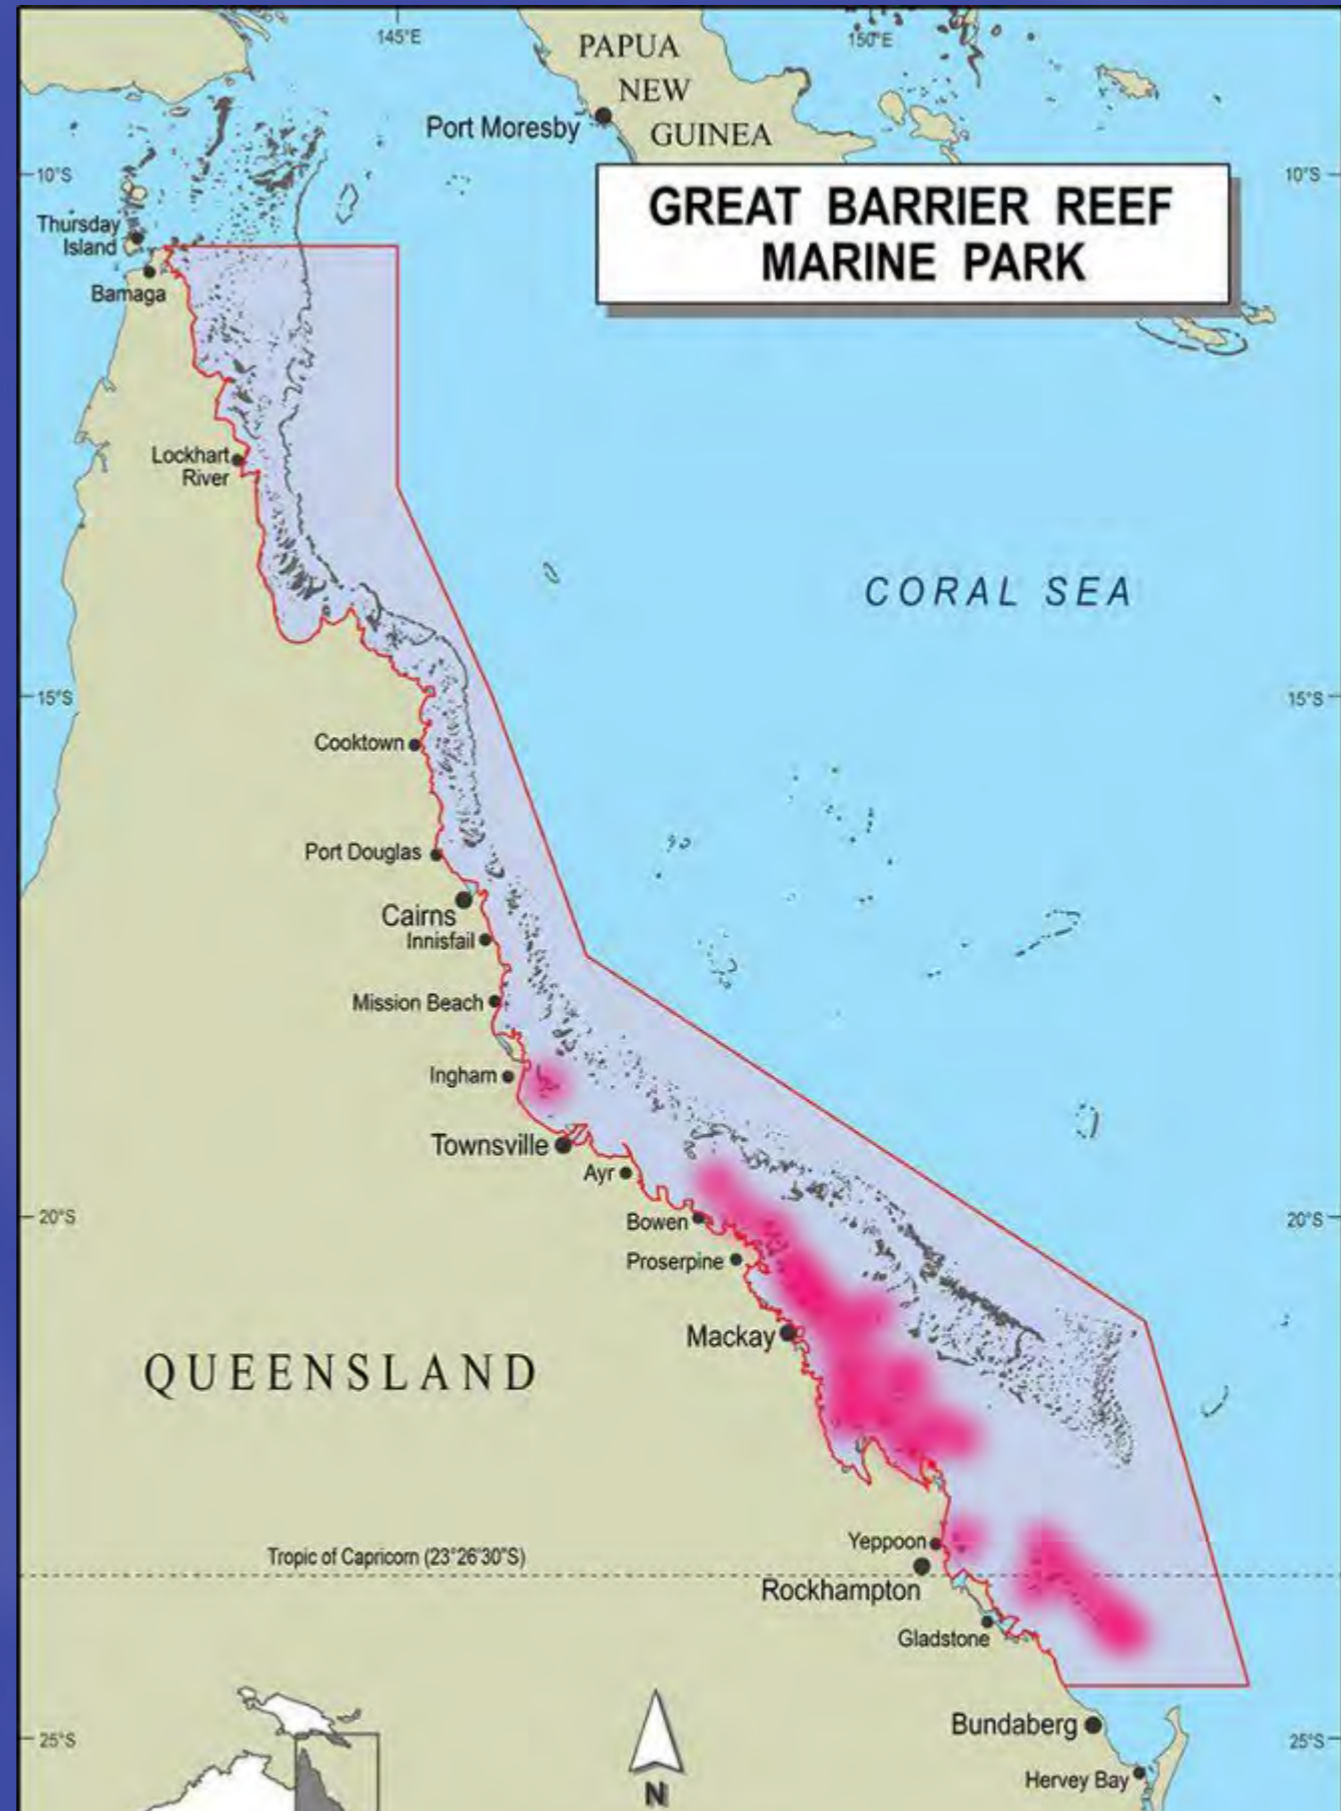 145°E
150°E
PAPUA
NEW
GUINEA
Port Moresby
10°S
10°S
GREAT BARRIER REEF
MARINE PARK
Thursday
Island
Bamaga
Lockhart
River
CORAL SEA
15°S
15°S
Cooktown
Port Douglas
Cairns
Innisfail
Mission Beach
Ingham
Townsville
Ayr
20°S
20°S
Bowen
Proserpine
Mackay
QUEENSLAND
Yeppoon
Tropic of Capricorn (23°26'30"S)
Rockhampton
Gladstone
Bundaberg
25°S
25°S
Hervey Bay
N